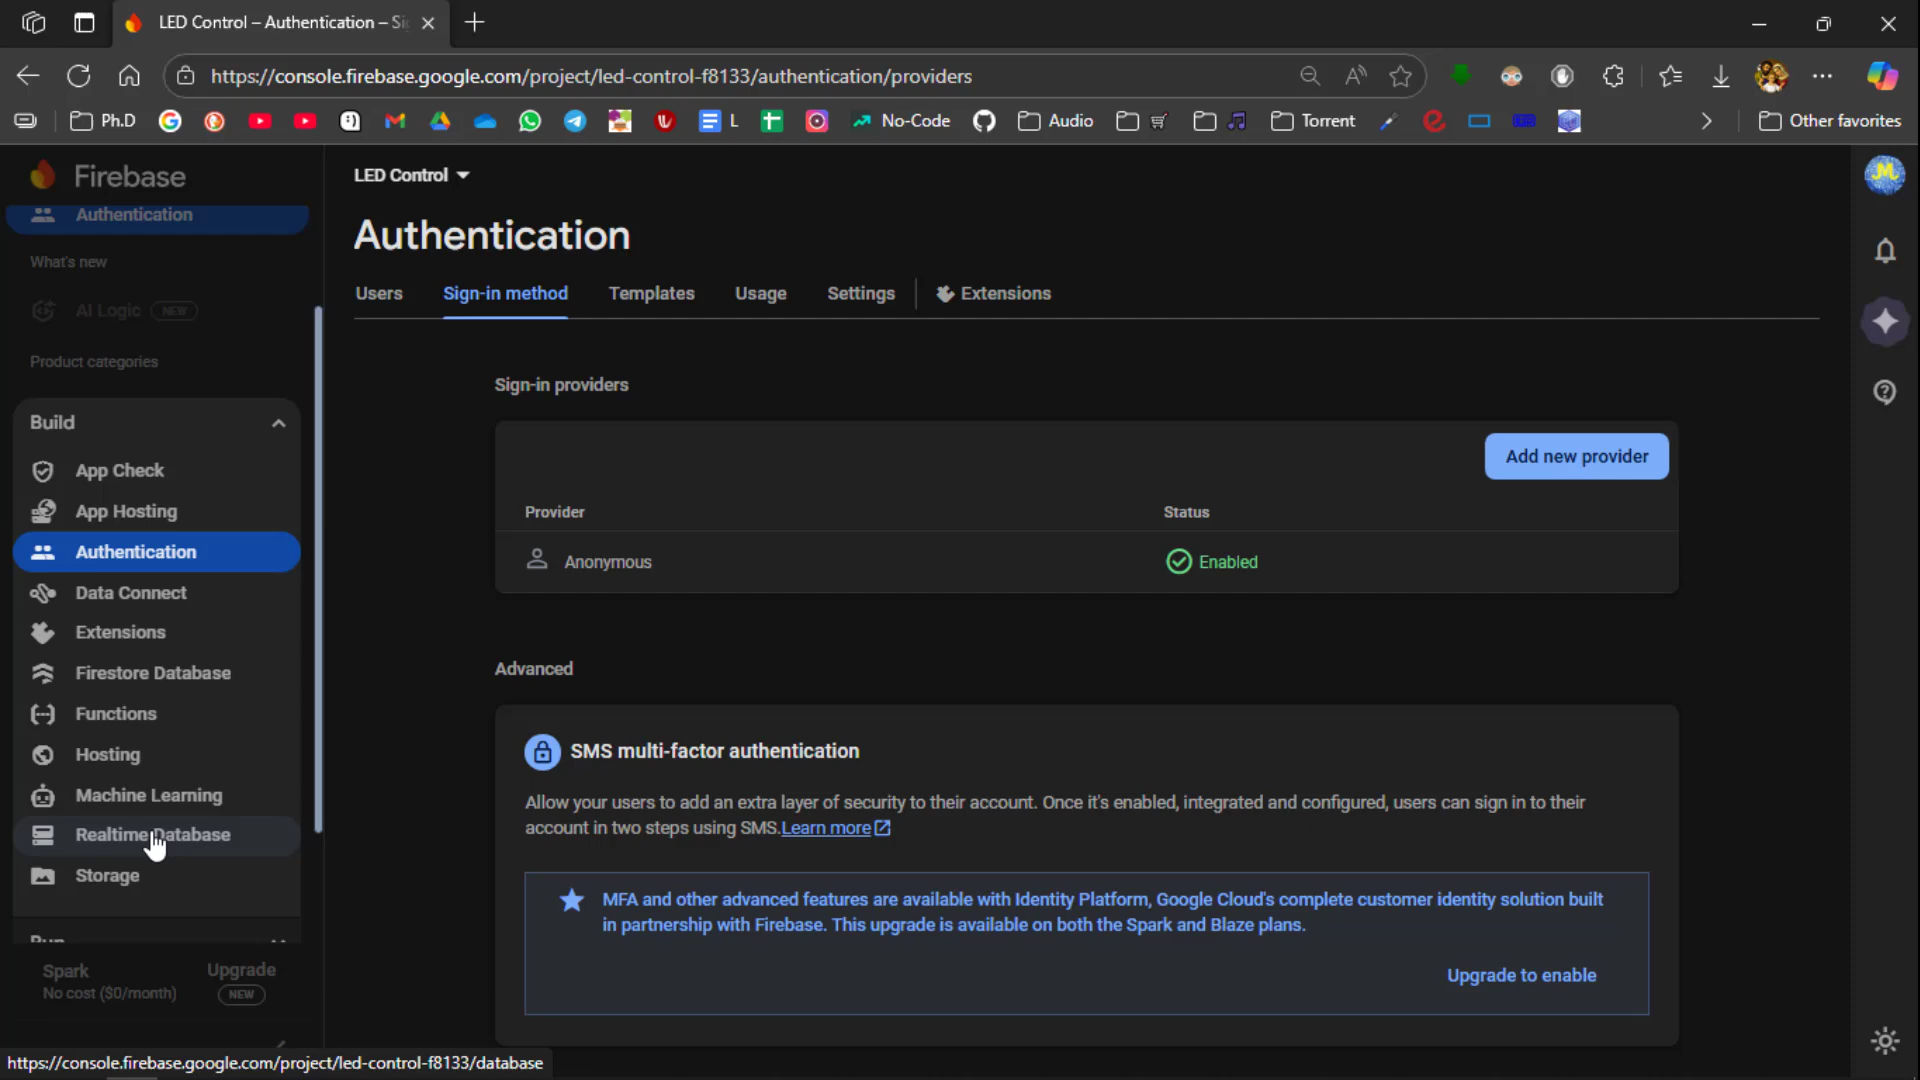 LED Control – Authentication – Si
https://console.firebase.google.com/project/led-control-f8133/authentication/providers
Ph.D
L
No-Code
Audio
Torrent
Other favorites
Firebase
Authentication
What's new
AI Logic NEW
Product categories
Build
App Check
App Hosting
Authentication
Data Connect
Extensions
Firestore Database
Functions
Hosting
Machine Learning
Realtime Database
Storage
Run
Spark
No cost ($0/month)
Upgrade
NEW
https://console.firebase.google.com/project/led-control-f8133/database
LED Control
Authentication
Users Sign-in method Templates Usage Settings Extensions
Sign-in providers
Add new provider
Provider Status
Anonymous Enabled
Advanced
SMS multi-factor authentication
Allow your users to add an extra layer of security to their account. Once it's enabled, integrated and configured, users can sign in to their
account in two steps using SMS.Learn more
MFA and other advanced features are available with Identity Platform, Google Cloud's complete customer identity solution built
in partnership with Firebase. This upgrade is available on both the Spark and Blaze plans.
Upgrade to enable